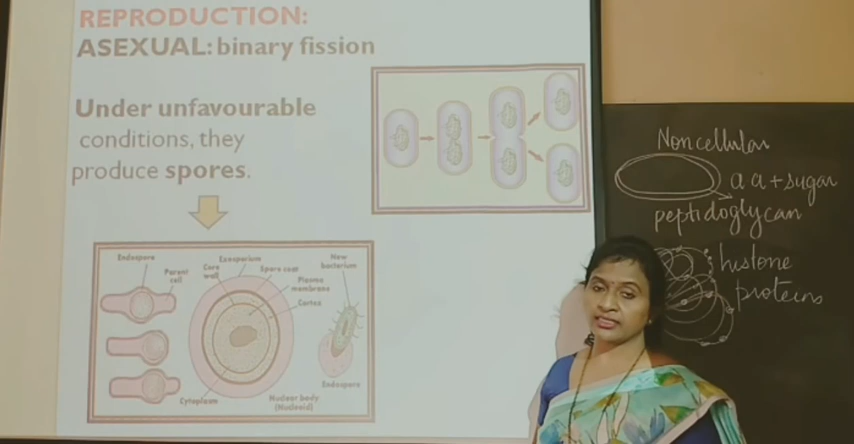 REPRODUCTION:
ASEXUAL: binary fission
Under unfavourable
conditions, they
produce spores.
Endospore
Parent
cell
Exosporium
Core
wall
Spore coat
Plasma
membrane
Cortex
New
bacterium
Cytoplasm
Nuclear body
(Nucleoid)
Endospore
Noncellular
a a + sugar
peptidoglycan
histone
proteins